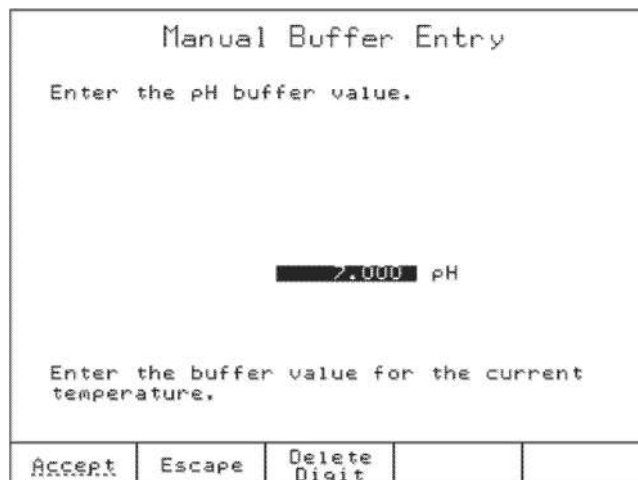 Manual Buffer Entry
Enter the pH buffer value.
7.000 pH
Enter the buffer value for the current
temperature.
Accept Escape Delete
Digit